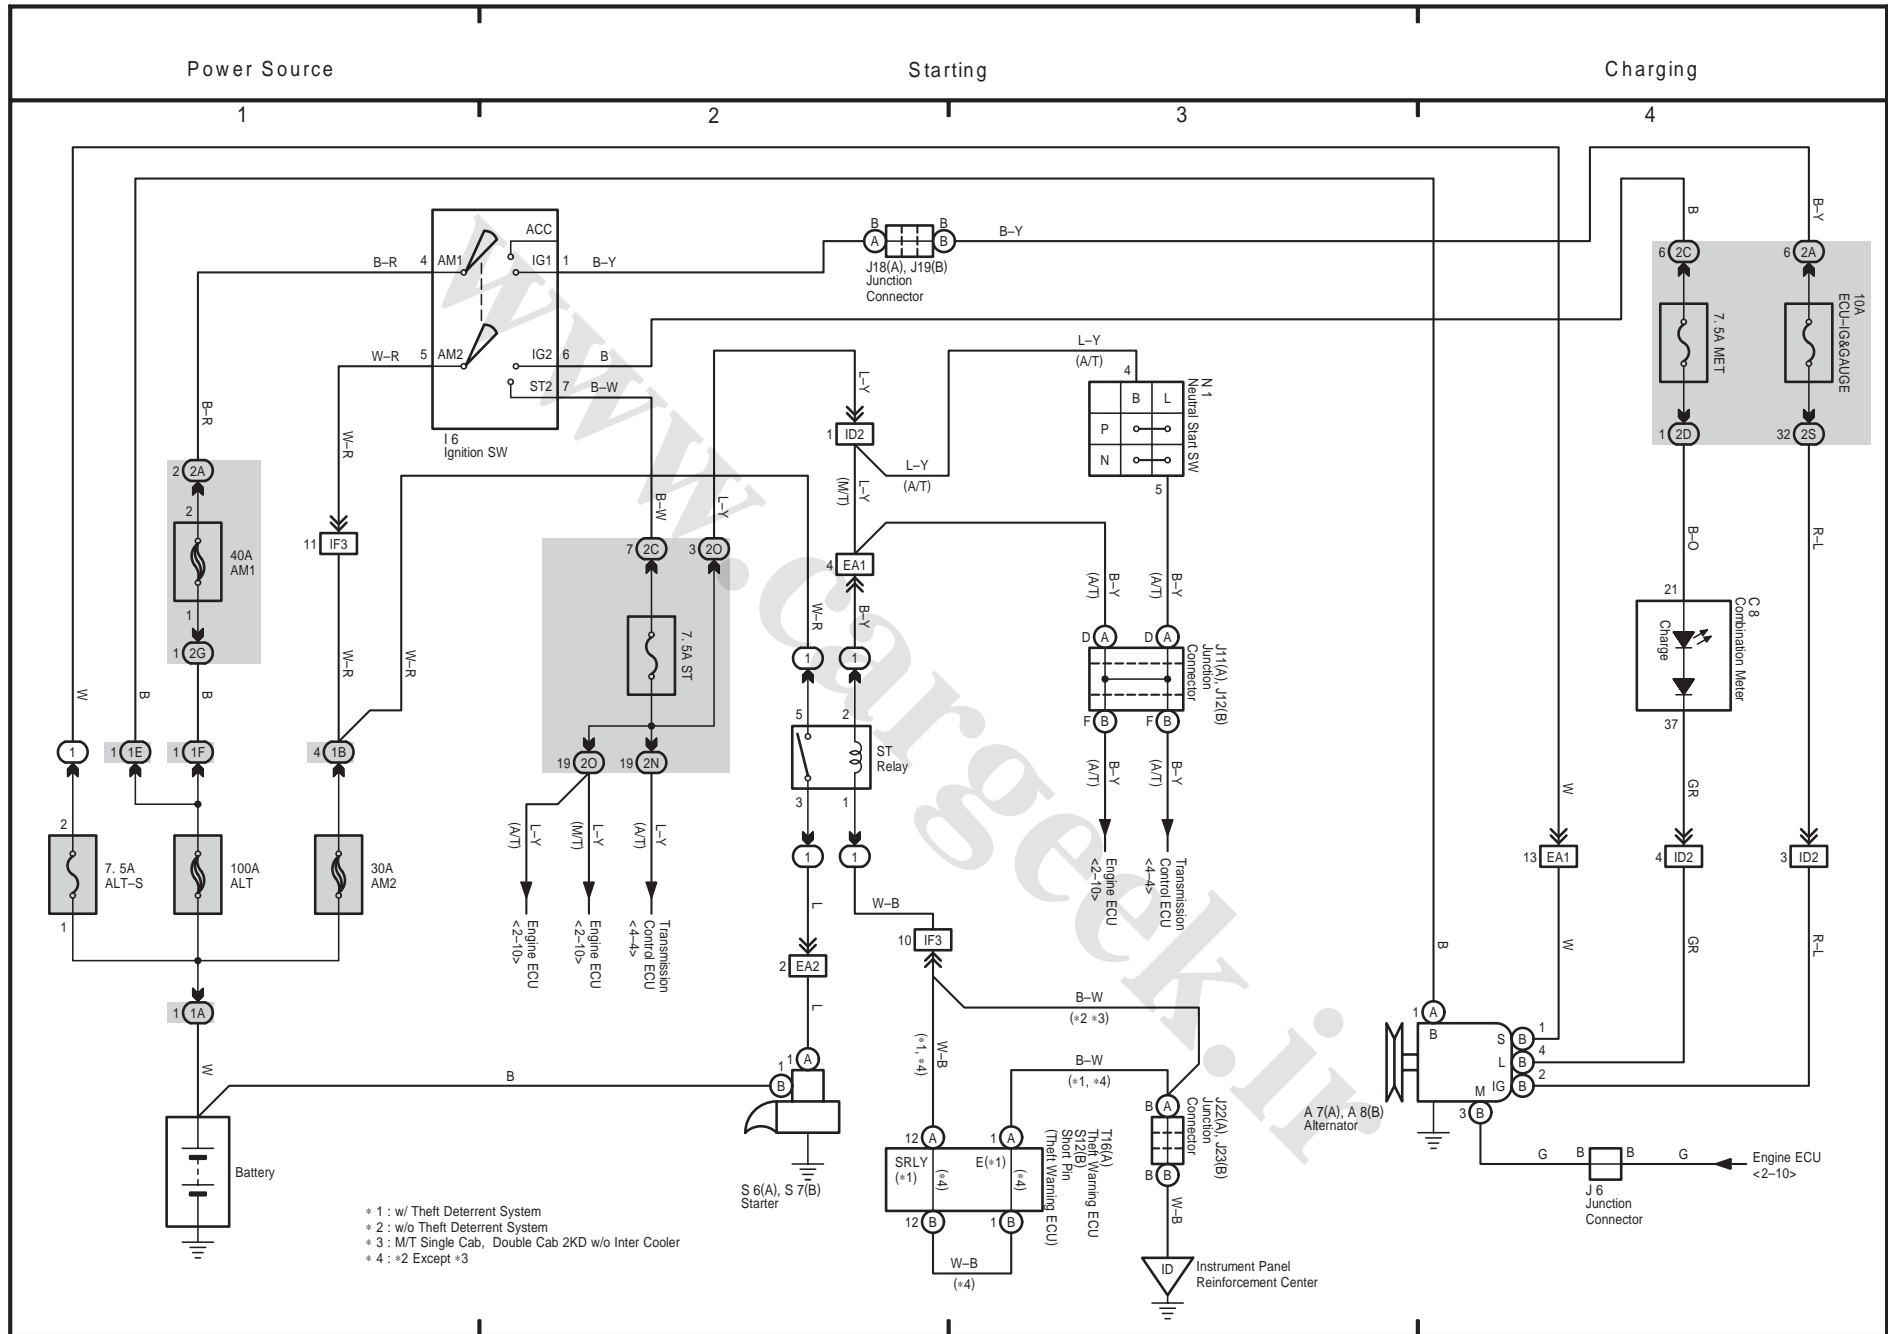 Power Source
Starting
Charging
1
2
3
4
ACC
B–R
4
AM1
IG1
1
B–Y
W–R
5
AM2
IG2
6
B
ST2
7
B–W
I 6
Ignition SW
B
B
A
B
B–Y
J18(A), J19(B)
Junction
Connector
L–Y
(A/T)
4
N 1
Neutral Start SW
B
L
P
N
5
L–Y
1
ID2
L–Y
(A/T)
L–Y
(M/T)
B
B–Y
6
2C
6
2A
7. 5A MET
10A
ECU–IG&GAUGE
1
2D
32
2S
B–R
W–R
2
2A
2
40A
AM1
1
1
2G
11
IF3
B–W
L–Y
7
2C
3
2O
7. 5A ST
19
2O
19
2N
4
EA1
W–R
B–Y
1
1
5
2
ST
Relay
3
1
1
1
B–Y
(A/T)
B–Y
(A/T)
D
A
D
A
J11(A), J12(B)
Junction
Connector
F
B
F
B
B–Y
(A/T)
B–Y
(A/T)
Engine ECU
<2–10>
Transmission
Control ECU
<4–4>
B–O
R–L
21
C 8
Combination Meter
Charge
37
GR
W
13
EA1
4
ID2
3
ID2
W
GR
R–L
W
B
B
W–R
W–R
1
1
1E
1
1F
4
1B
2
7. 5A
ALT–S
1
100A
ALT
30A
AM2
1
1A
W
B
Battery
L–Y
(A/T)
L–Y
(M/T)
L–Y
(A/T)
Engine ECU
<2–10>
Engine ECU
<2–10>
Transmission
Control ECU
<4–4>
L
2
EA2
L
1
A
1
B
S 6(A), S 7(B)
Starter
W–B
10
IF3
B–W
(∗2 ∗3)
W–B
(∗1, ∗4)
B–W
(∗1, ∗4)
12
A
1
A
SRLY
(∗1)
(∗4)
E(∗1)
(∗4)
12
B
1
B
W–B
(∗4)
T16(A)
Theft Warning ECU
S12(B)
Short Pin
(Theft Warning ECU)
B
A
J22(A), J23(B)
Junction
Connector
B
B
W–B
ID
Instrument Panel
Reinforcement Center
B
1
A
B
S
B
1
L
B
4
IG
B
2
M
3
B
A 7(A), A 8(B)
Alternator
G
B
B
G
J 6
Junction
Connector
Engine ECU
<2–10>
∗ 1 : w/ Theft Deterrent System
∗ 2 : w/o Theft Deterrent System
∗ 3 : M/T Single Cab, Double Cab 2KD w/o Inter Cooler
∗ 4 : ∗2 Except ∗3
www.cargeek.ir